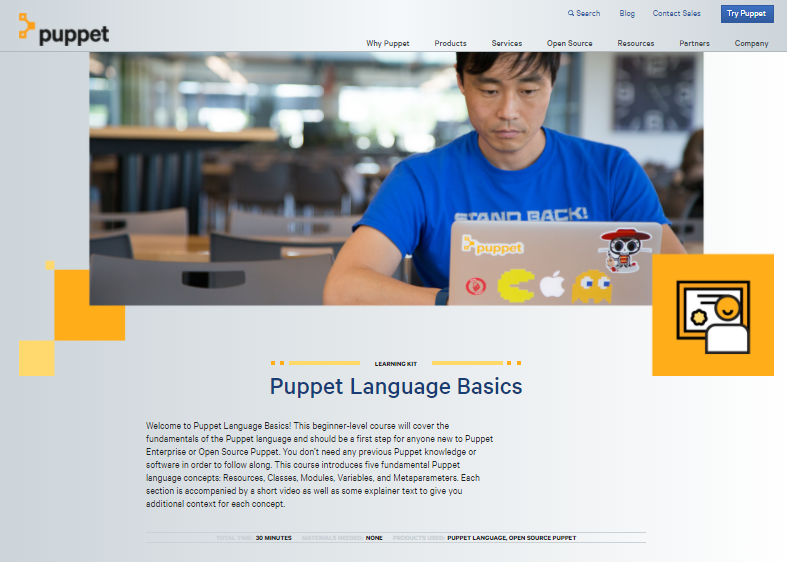 puppet
Search
Blog
Contact Sales
Try Puppet
Why Puppet
Products
Services
Open Source
Resources
Partners
Company
STAND BACK!
puppet
LEARNING KIT
Puppet Language Basics
Welcome to Puppet Language Basics! This beginner-level course will cover the
fundamentals of the Puppet language and should be a first step for anyone new to Puppet
Enterprise or Open Source Puppet. You don't need any previous Puppet knowledge or
software in order to follow along. This course introduces five fundamental Puppet
language concepts: Resources, Classes, Modules, Variables, and Metaparameters. Each
section is accompanied by a short video as well as some explainer text to give you
additional context for each concept.
TOTAL TIME: 30 MINUTES MATERIALS NEEDED: NONE PRODUCTS USED: PUPPET LANGUAGE, OPEN SOURCE PUPPET